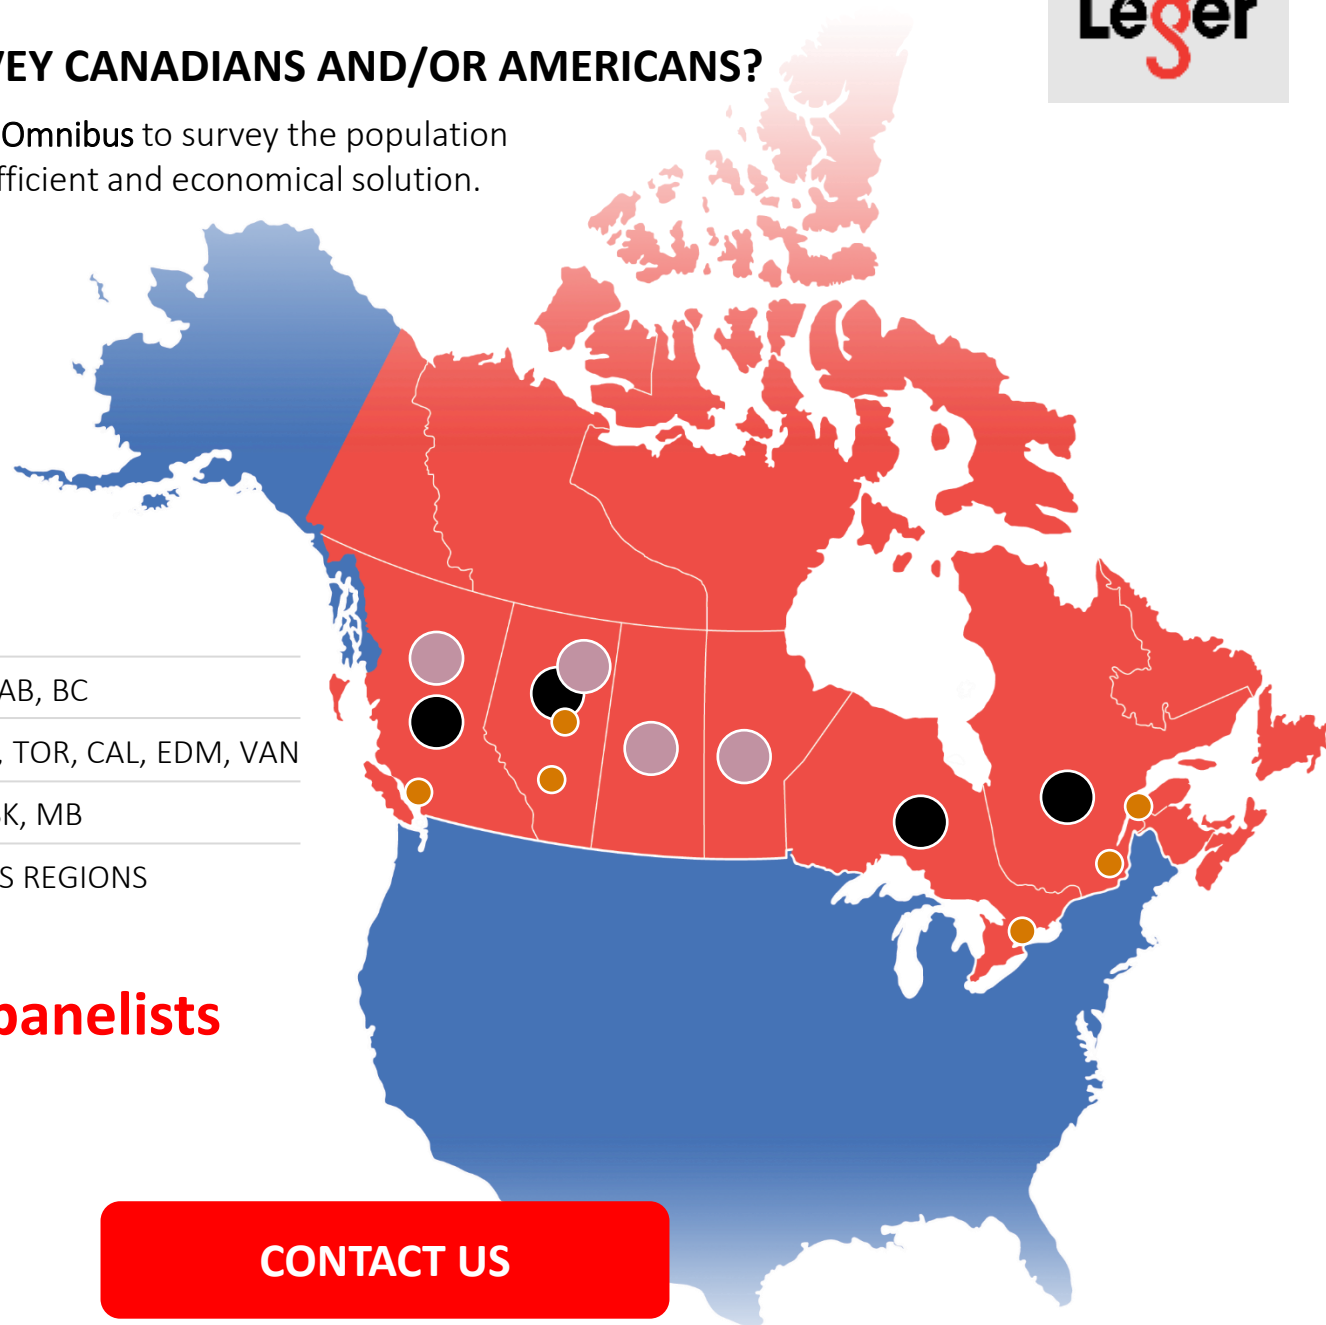 Leger
VEY CANADIANS AND/OR AMERICANS?
Omnibus to survey the population
fficient and economical solution.
AB, BC
, TOR, CAL, EDM, VAN
SK, MB
S REGIONS
panelists
CONTACT US